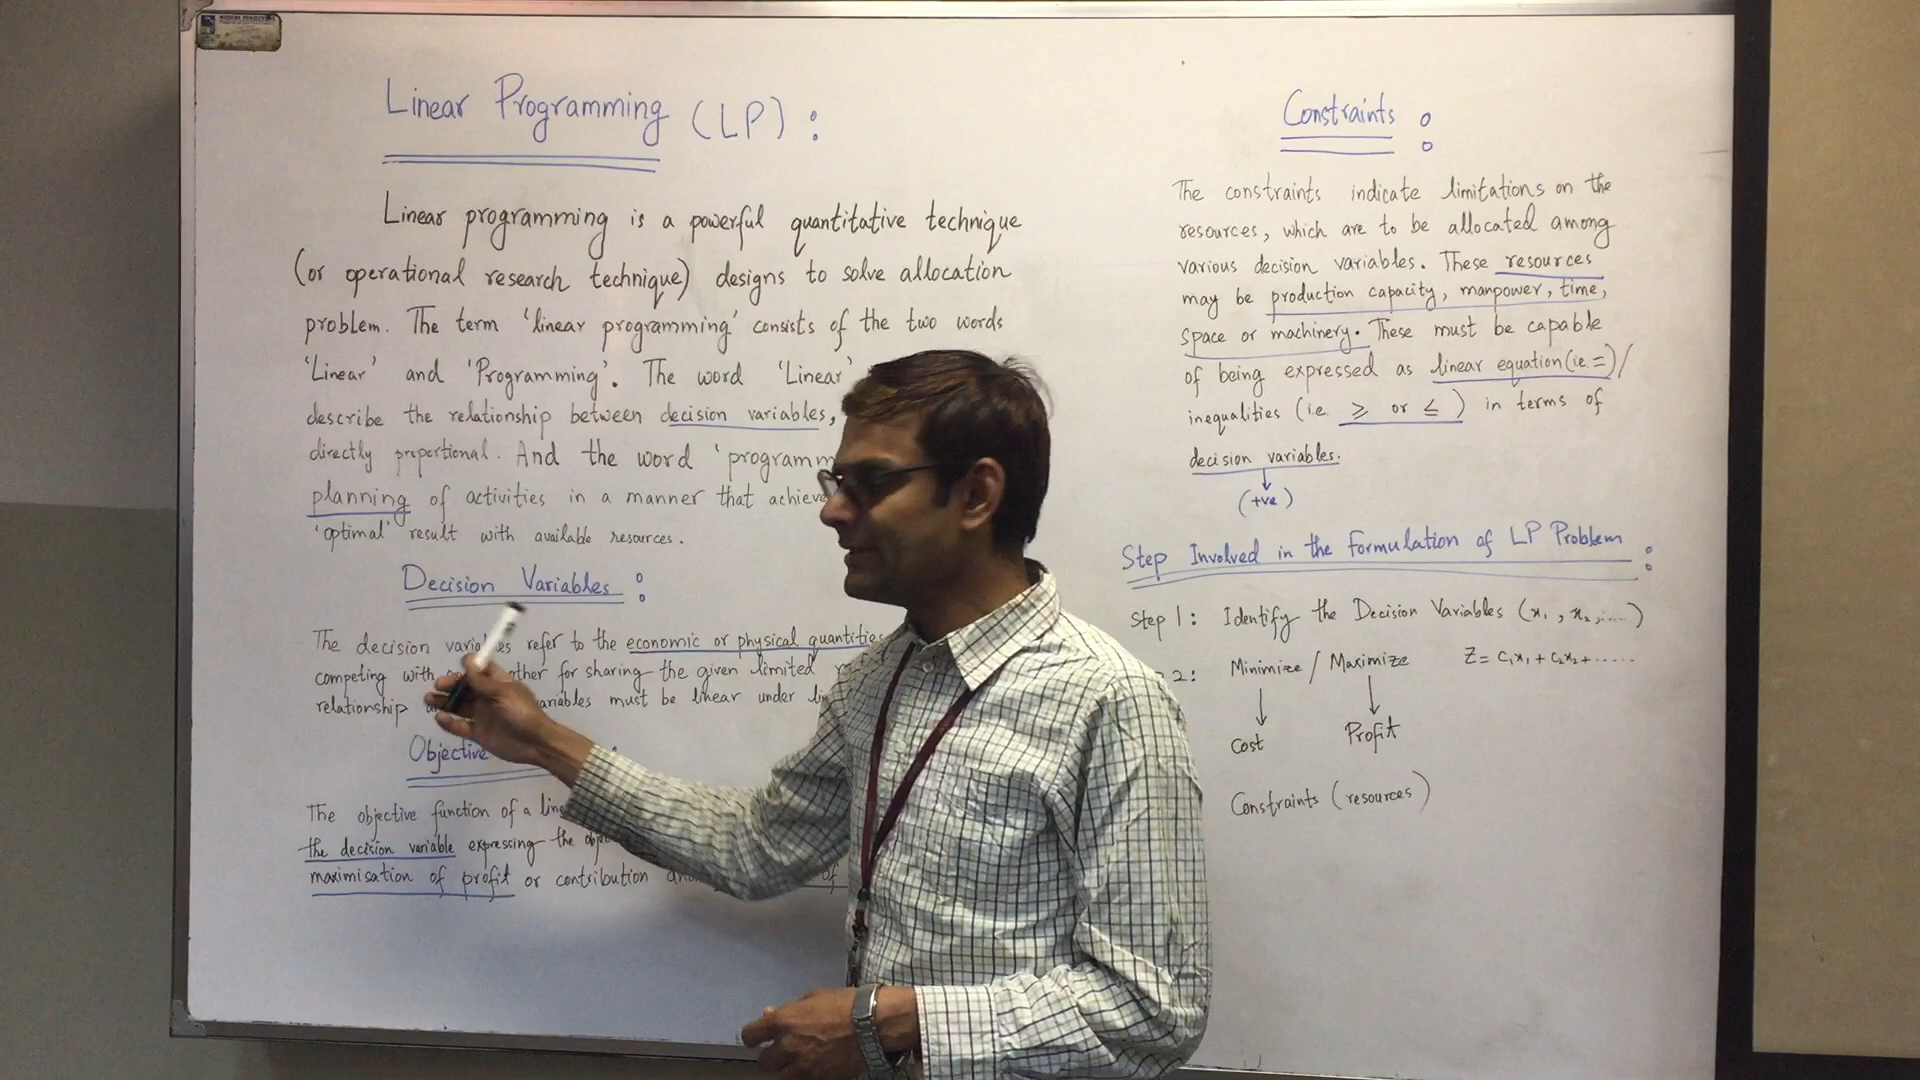 Linear Programming (LP) :
Linear programming is a powerful quantitative technique
(or operational research technique) designs to solve allocation
problem. The term 'linear programming' consists of the two words
'Linear' and 'Programming'. The word 'Linear'
describe the relationship between decision variables,
directly proportional. And the word 'programm
planning of activities in a manner that achieve
'optimal' result with available resources.
Decision Variables :
The decision refer to the economic or physical quantities
competing with other for sharing the given limited
relationship must be linear under
Objective :
The objective function of a
the decision variable expressing the
maximisation of profit or contribution of
Constraints :
The constraints indicate limitations on the
resources, which are to be allocated among
various decision variables. These resources
may be production capacity, manpower, time,
space or machinery. These must be capable
of being expressed as linear equation (i.e =)/
inequalities (i.e ≥ or ≤) in terms of
decision variables.
(+ve)
Step Involved in the formulation of LP Problem :
Step 1: Identify the Decision Variables (x₁, x₂,....)
2: Minimize / Maximize Z = C₁x₁ + C₂x₂+......
Cost Profit
Constraints (resources)